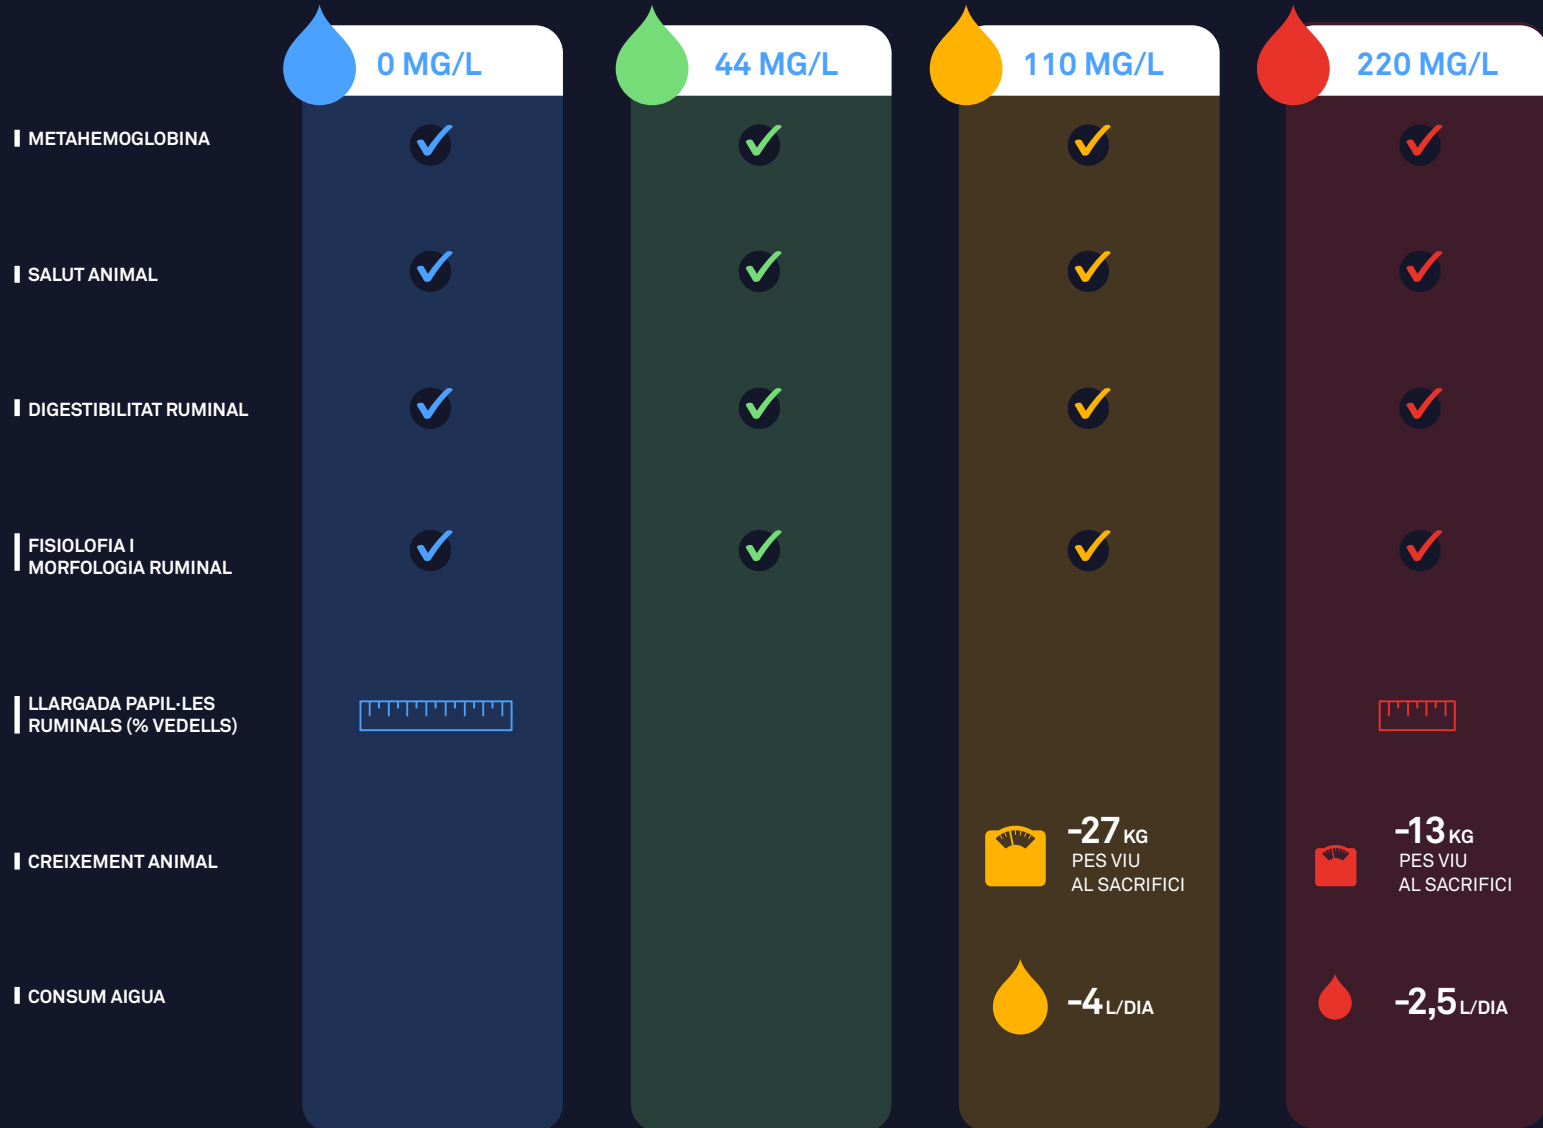 0 MG/L
44 MG/L
110 MG/L
220 MG/L
METAHEMOGLOBINA
SALUT ANIMAL
DIGESTIBILITAT RUMINAL
FISIOLOFIA I
MORFOLOGIA RUMINAL
LLARGADA PAPIL·LES
RUMINALS (% VEDELLS)
CREIXEMENT ANIMAL
-27 KG
PES VIU
AL SACRIFICI
-13 KG
PES VIU
AL SACRIFICI
CONSUM AIGUA
-4 L/DIA
-2,5 L/DIA